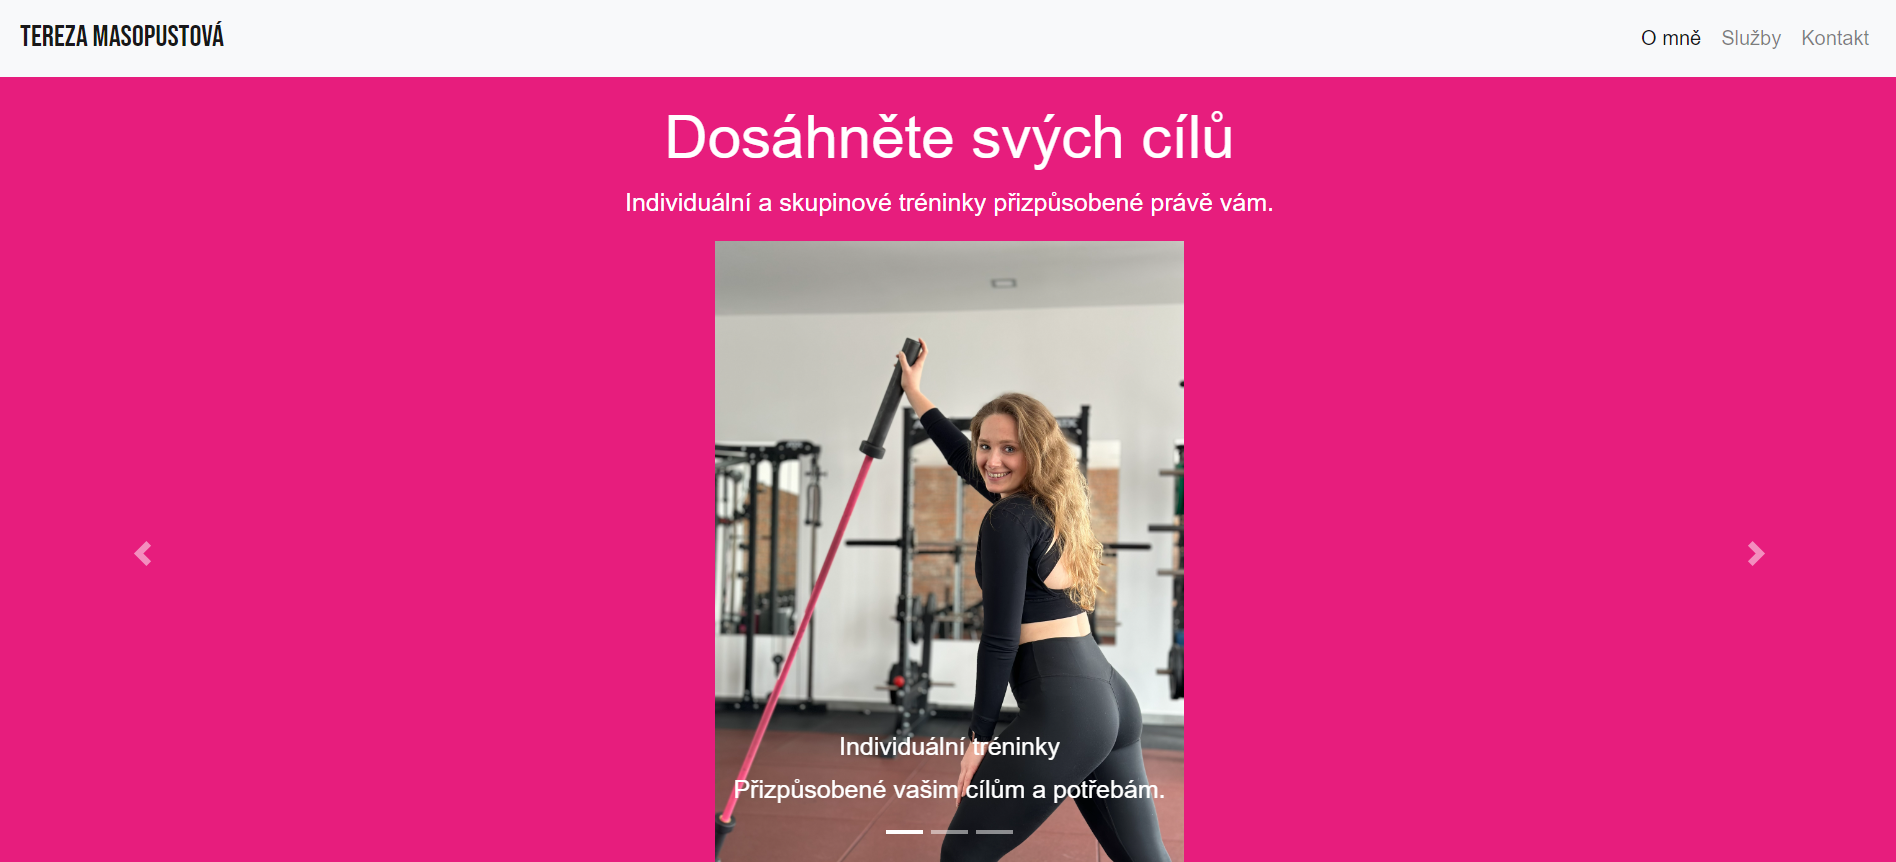 TEREZA MASOPUSTOVÁ
O mně Služby Kontakt
Dosáhněte svých cílů
Individuální a skupinové tréninky přizpůsobené právě vám.
Individuální tréninky
Přizpůsobené vašim cílům a potřebám.